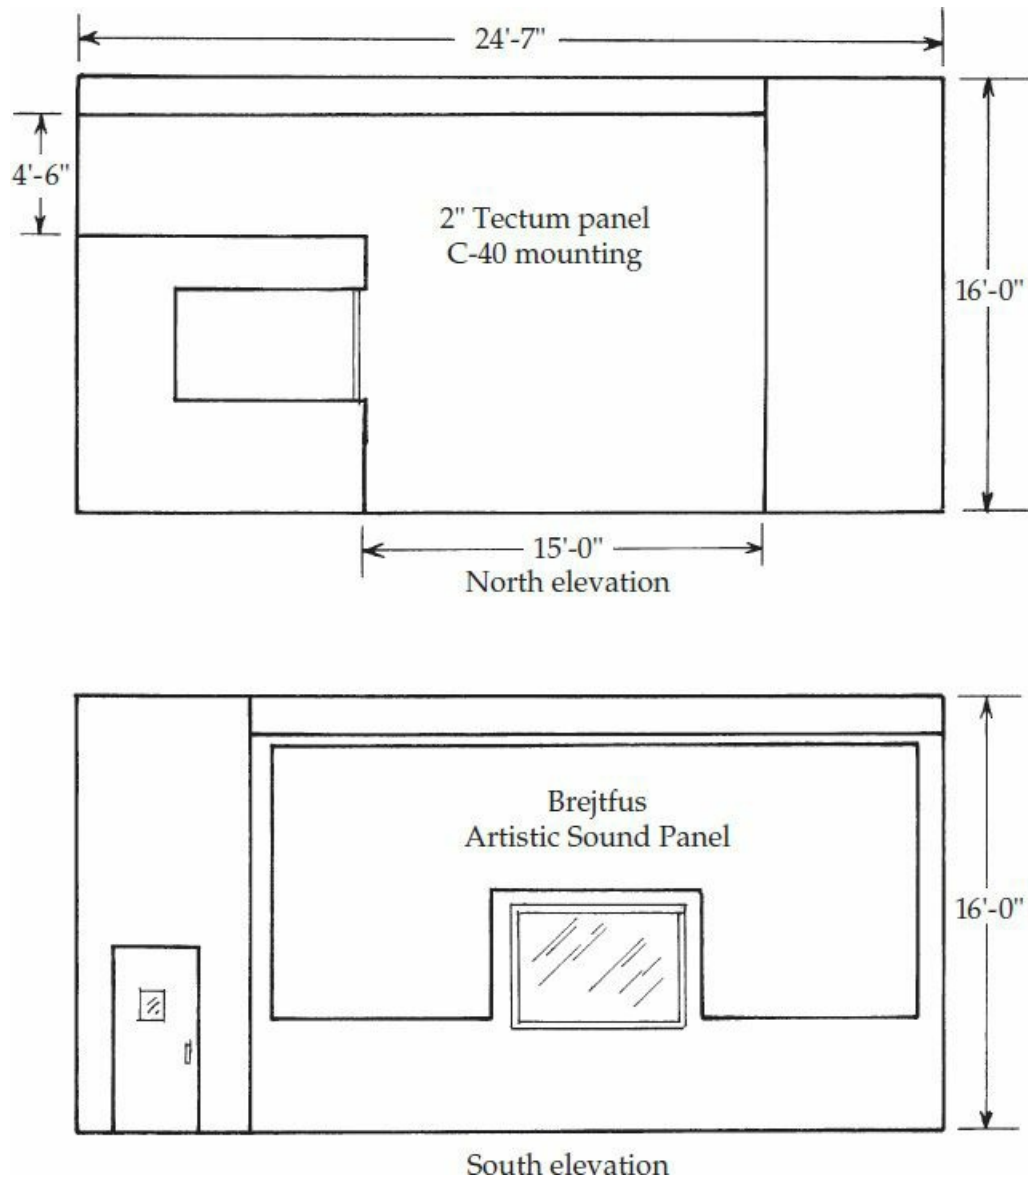 24'-7"
4'-6"
2" Tectum panel
C-40 mounting
16'-0"
15'-0"
North elevation
Brejtfus
Artistic Sound Panel
16'-0"
South elevation